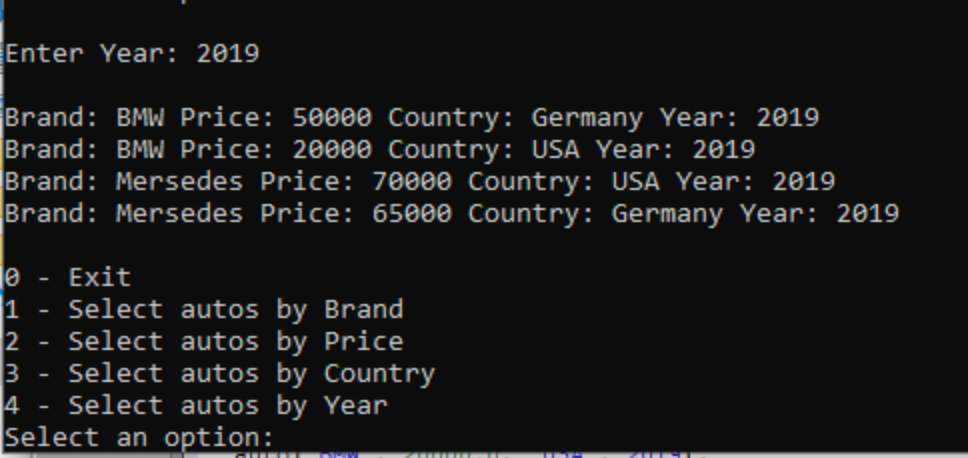 Enter Year: 2019
Brand: BMW Price: 50000 Country: Germany Year: 2019
Brand: BMW Price: 20000 Country: USA Year: 2019
Brand: Mersedes Price: 70000 Country: USA Year: 2019
Brand: Mersedes Price: 65000 Country: Germany Year: 2019
0 - Exit
1 - Select autos by Brand
2 - Select autos by Price
3 - Select autos by Country
4 - Select autos by Year
Select an option: